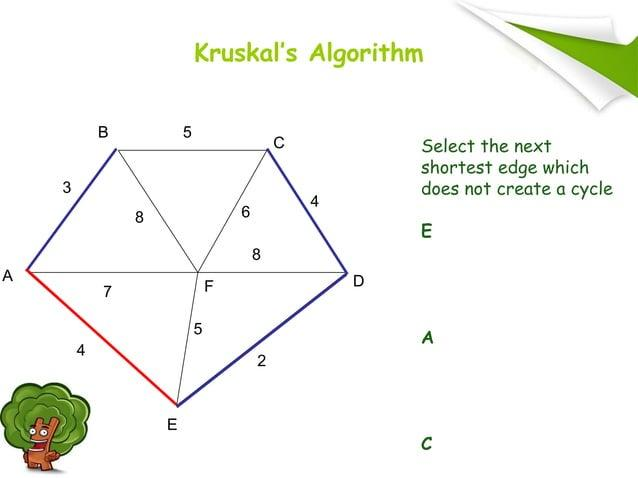 Kruskal's Algorithm
B
5
C
Select the next
shortest edge which
does not create a cycle
3
4
8
6
E
8
A
F
D
7
5
A
4
2
E
C